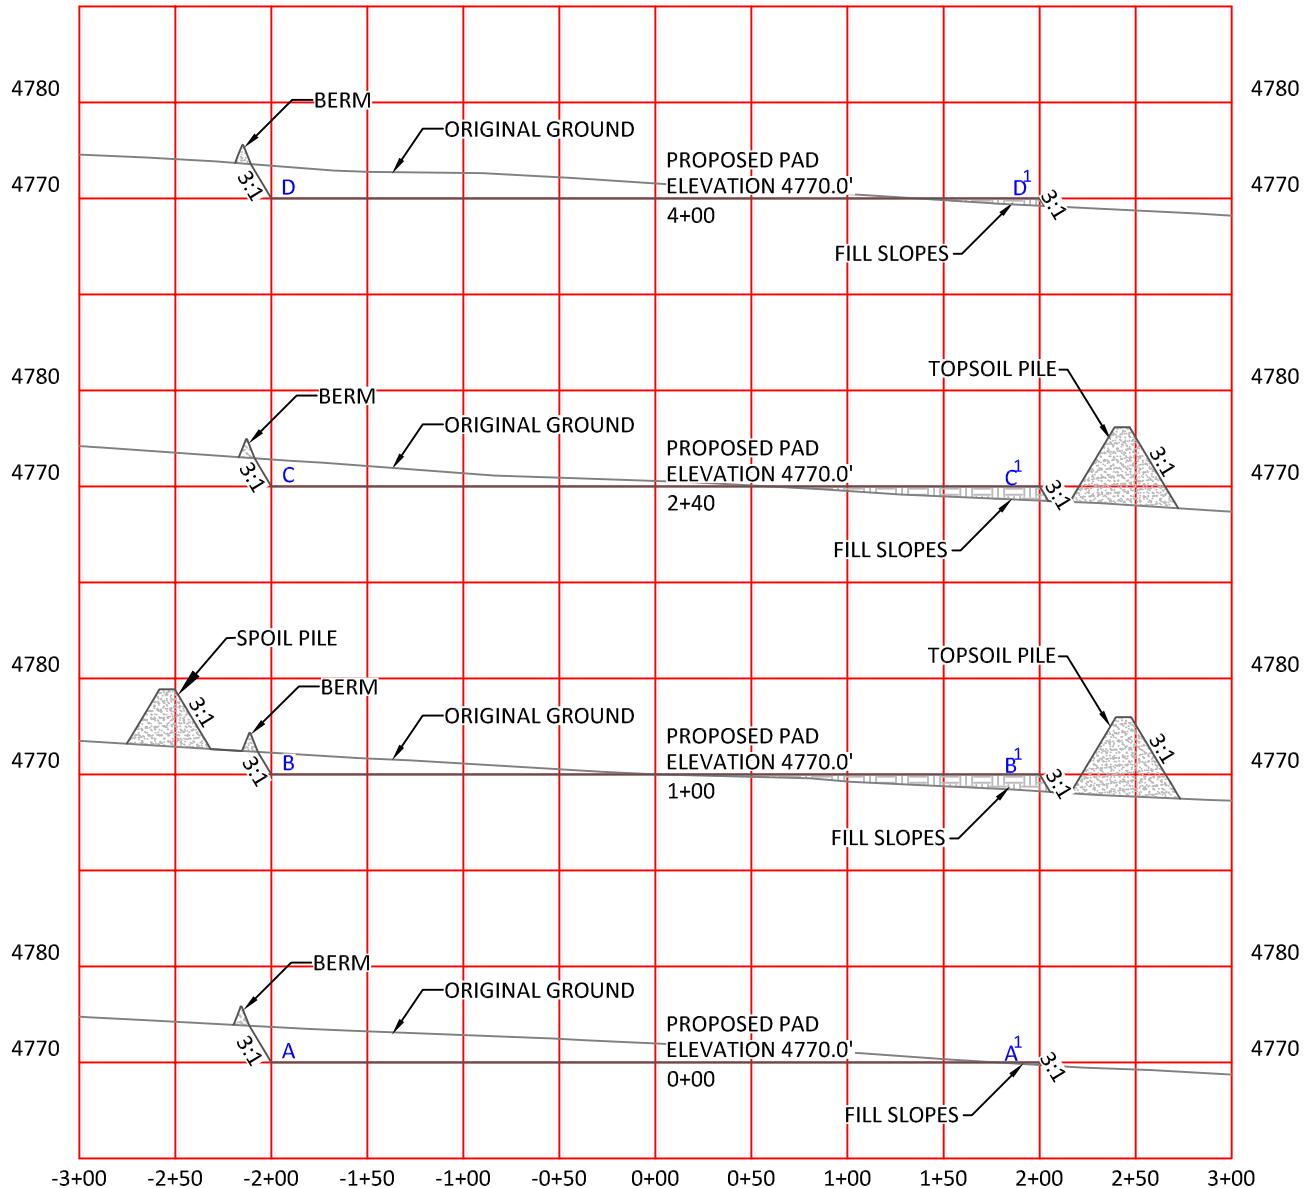 4780
4780
BERM
ORIGINAL GROUND
PROPOSED PAD
4770
3:1
D
ELEVATION 4770.0'
D1
3:1
4770
4+00
FILL SLOPES
TOPSOIL PILE
4780
4780
BERM
ORIGINAL GROUND
PROPOSED PAD
4770
3:1
C
ELEVATION 4770.0'
C1
3:1
3:1
4770
2+40
FILL SLOPES
SPOIL PILE
TOPSOIL PILE
4780
4780
BERM
3:1
ORIGINAL GROUND
PROPOSED PAD
4770
3:1
B
ELEVATION 4770.0'
B1
3:1
3:1
4770
1+00
FILL SLOPES
4780
4780
BERM
ORIGINAL GROUND
PROPOSED PAD
4770
3:1
A
ELEVATION 4770.0'
A1
3:1
4770
0+00
FILL SLOPES
-3+00 -2+50 -2+00 -1+50 -1+00 -0+50 0+00 0+50 1+00 1+50 2+00 2+50 3+00